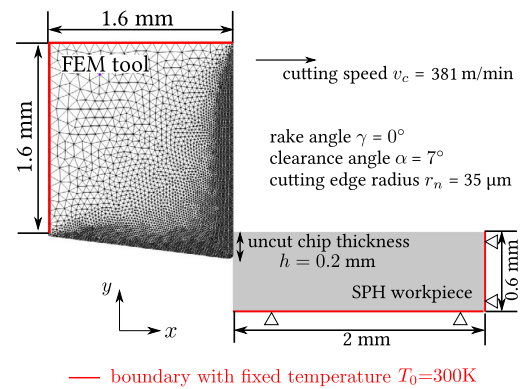 1.6 mm
FEM tool
1.6 mm
cutting speed v_c = 381 m/min
rake angle γ = 0°
clearance angle α = 7°
cutting edge radius r_n = 35 μm
uncut chip thickness
h = 0.2 mm
SPH workpiece
0.6 mm
2 mm
y
x
boundary with fixed temperature T_0=300K